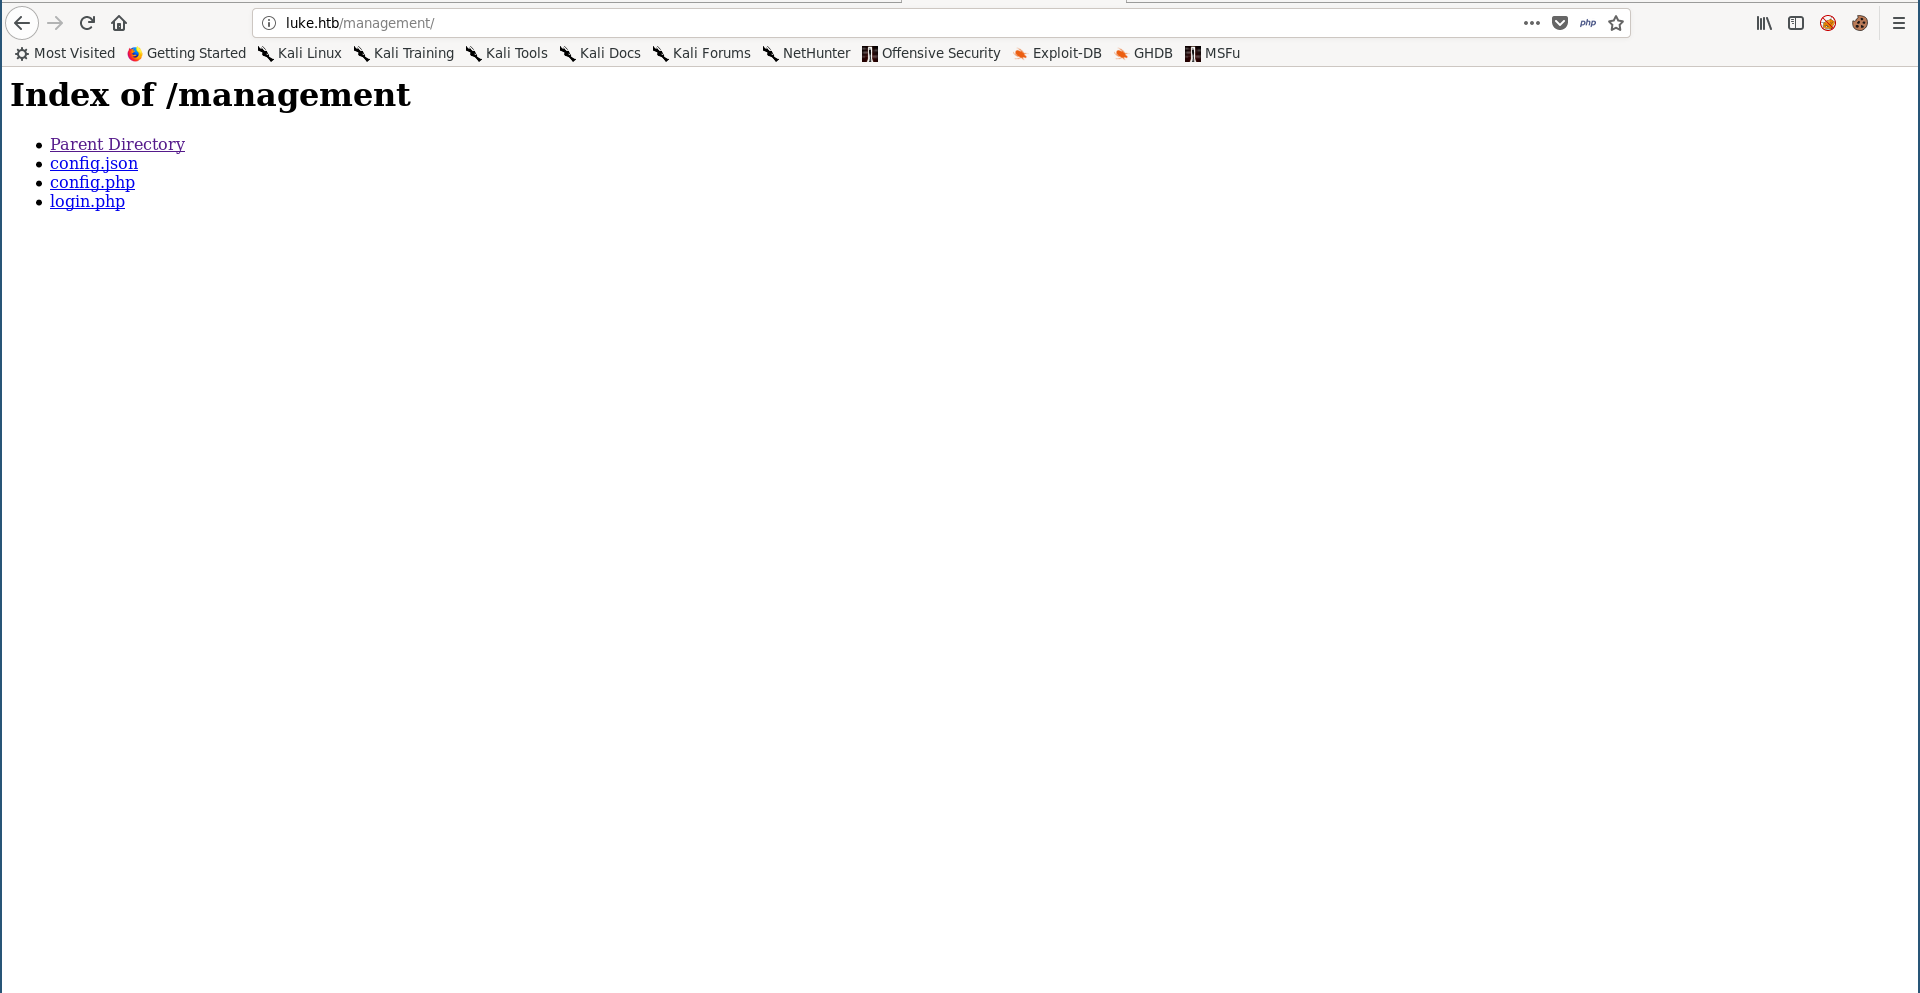 luke.htb/management/
php
Most Visited Getting Started Kali Linux Kali Training Kali Tools Kali Docs Kali Forums NetHunter Offensive Security Exploit-DB GHDB MSFu
Index of /management
Parent Directory
config.json
config.php
login.php